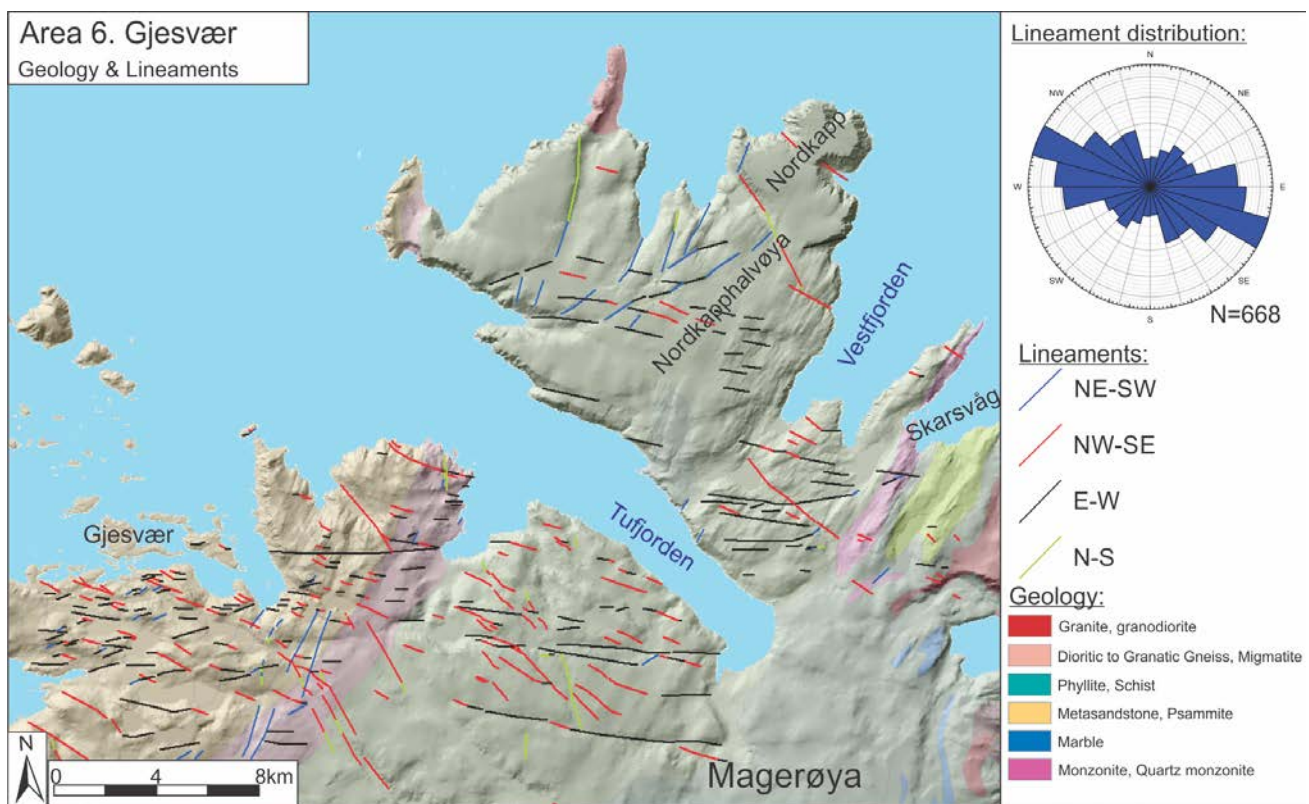 Area 6. Gjesvær
Geology & Lineaments
Nordkapp
Nordkapphalvøya
Vestfjorden
Skarsvåg
Tufjorden
Gjesvær
Magerøya
N
0 4 8km
Lineament distribution:
N
NW NE
W E
SW SE
S
N=668
Lineaments:
NE-SW
NW-SE
E-W
N-S
Geology:
Granite, granodiorite
Dioritic to Granatic Gneiss, Migmatite
Phyllite, Schist
Metasandstone, Psammite
Marble
Monzonite, Quartz monzonite